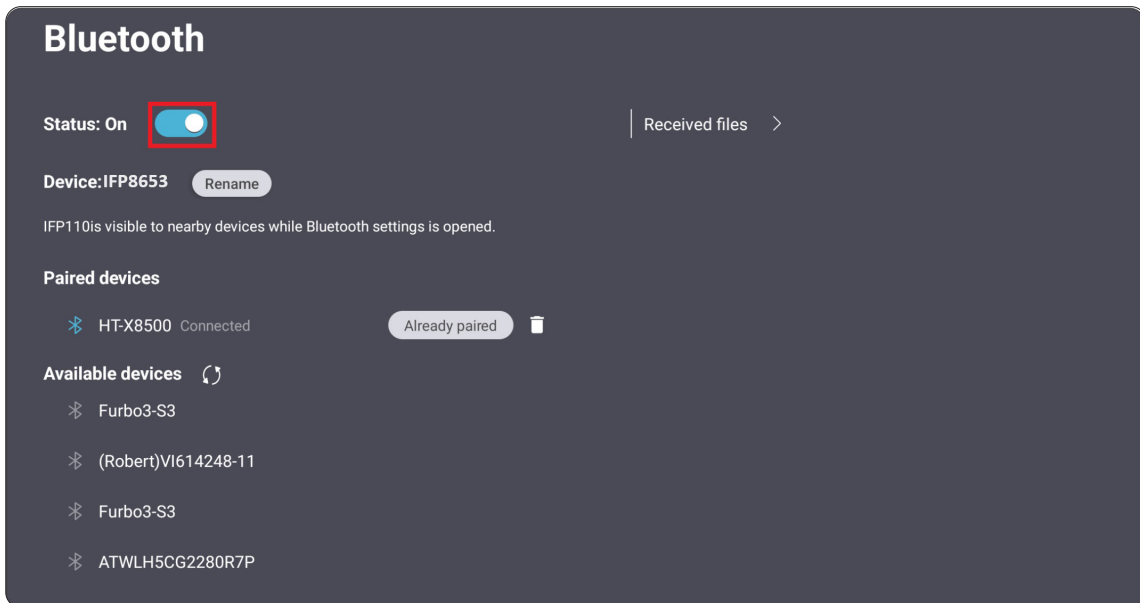 Bluetooth
Status: On
Received files
Device:IFP8653
Rename
IFP110is visible to nearby devices while Bluetooth settings is opened.
Paired devices
HT-X8500 Connected
Already paired
Available devices
Furbo3-S3
(Robert)VI614248-11
Furbo3-S3
ATWLH5CG2280R7P